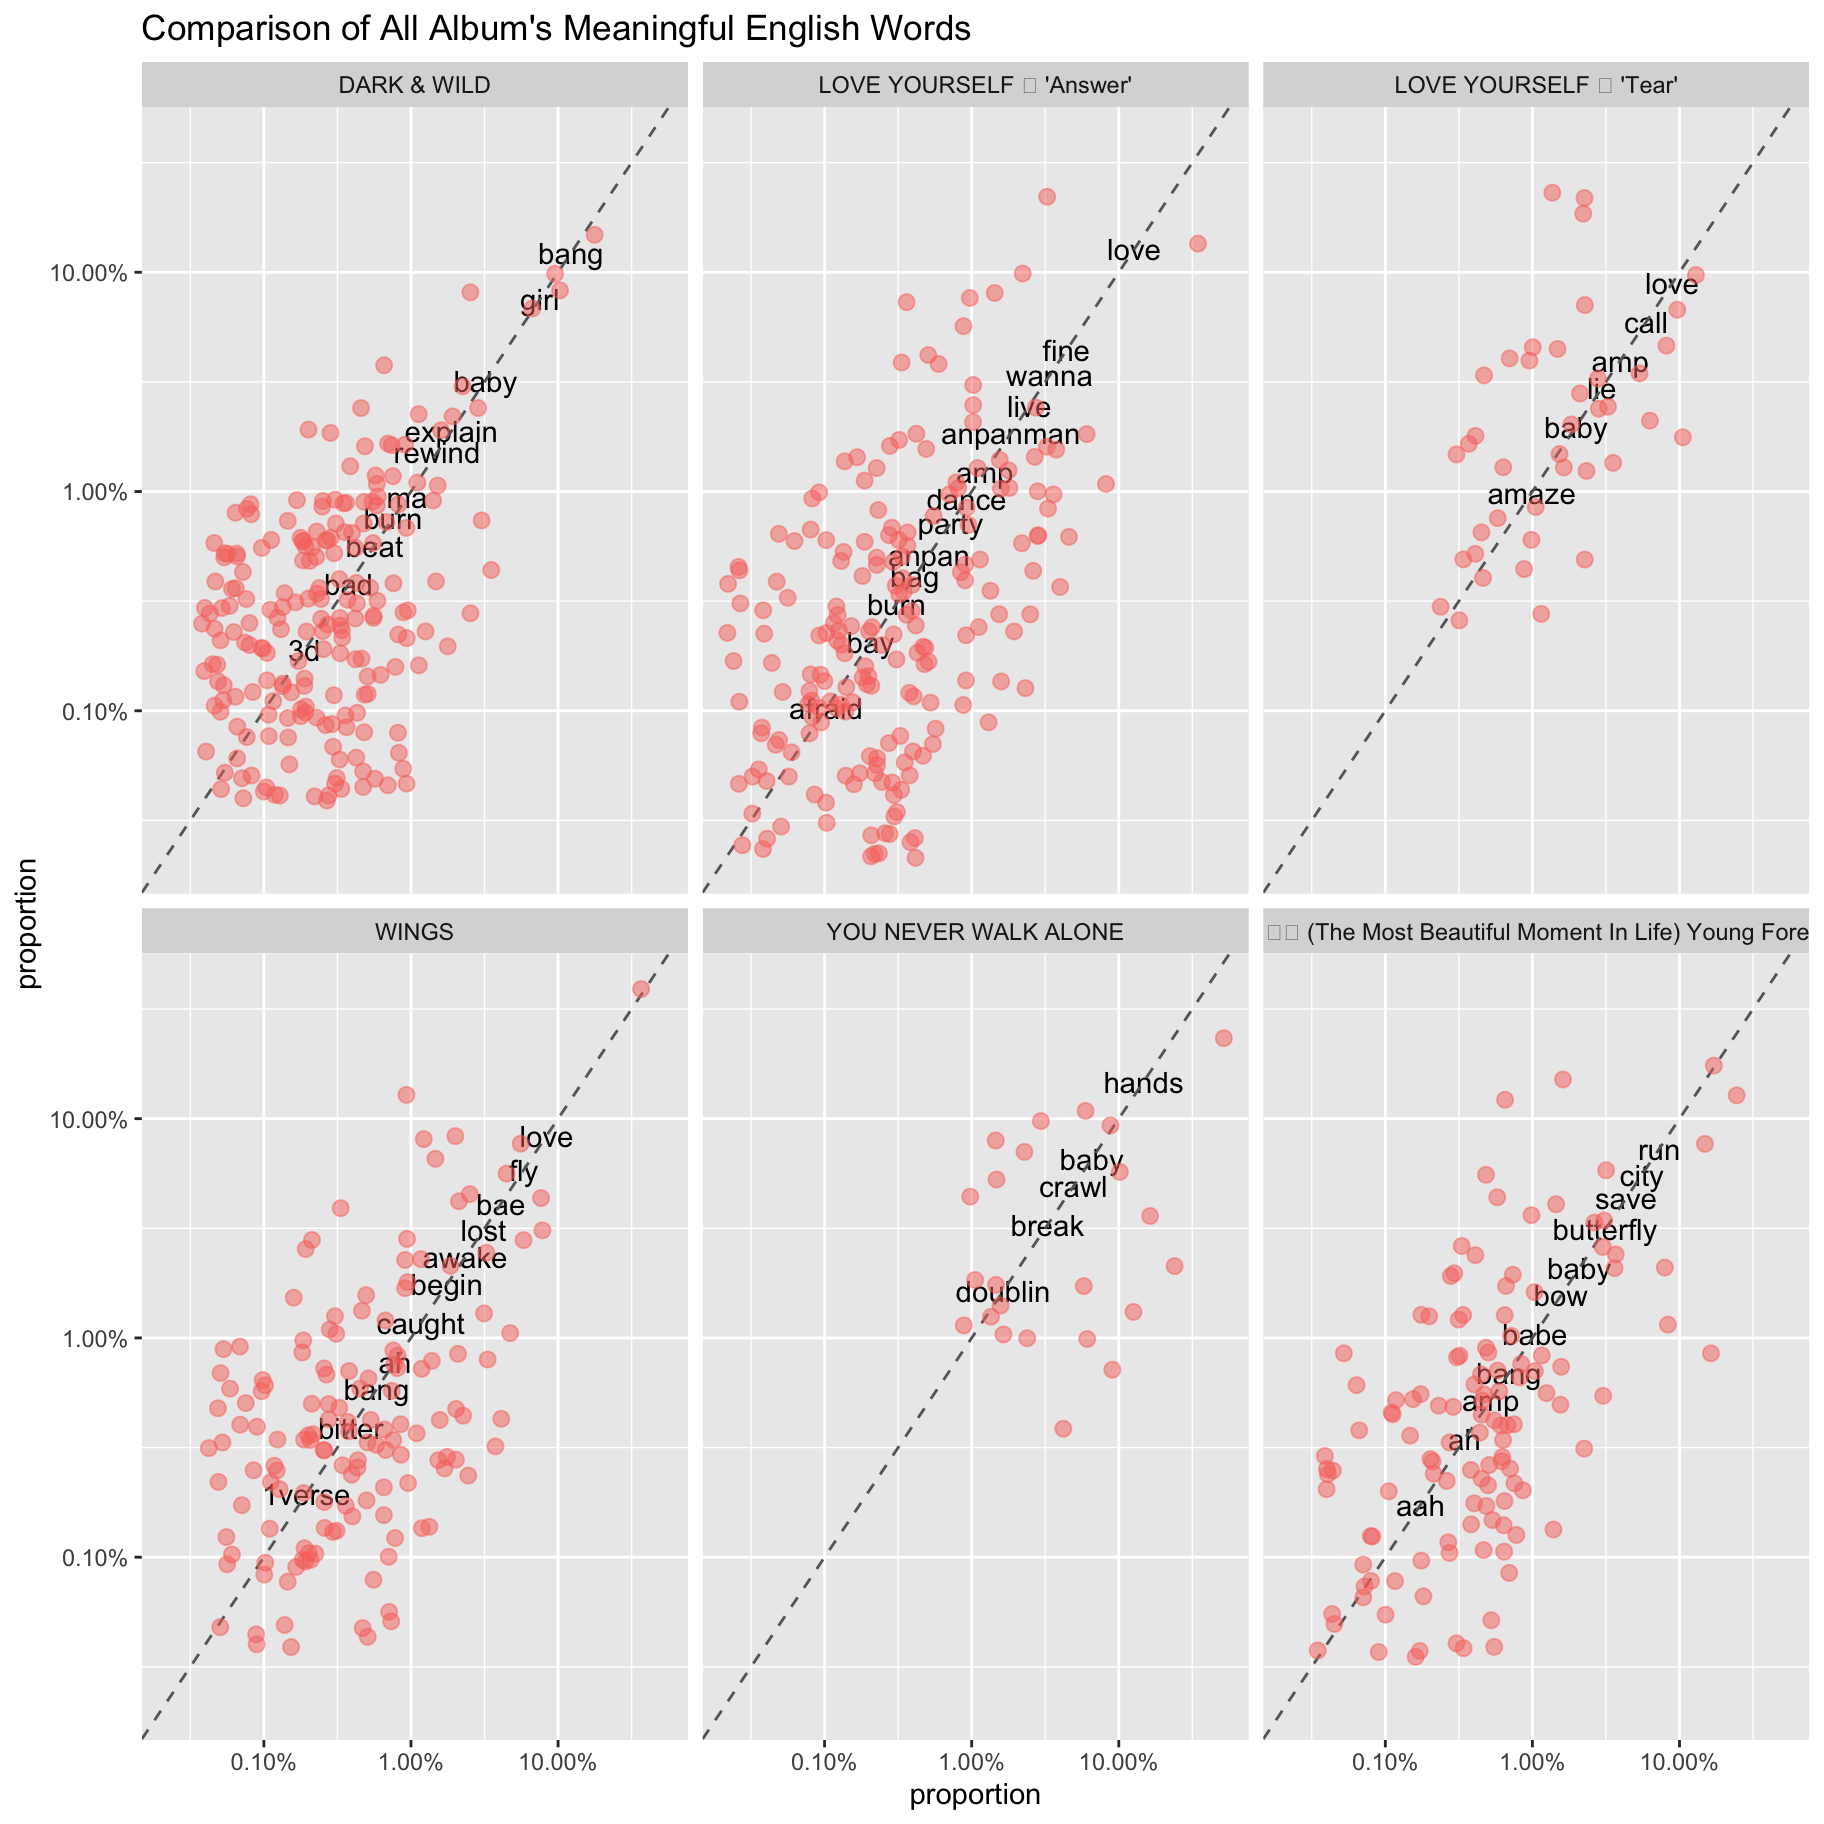 Comparison of All Album's Meaningful English Words
DARK & WILD
LOVE YOURSELF 'Answer'
LOVE YOURSELF 'Tear'
bang
girl
baby
explain
rewind
ma
burn
beat
bad
3d
love
fine
wanna
live
anpanman
amp
dance
party
anpan
bag
burn
bay
afraid
love
call
amp
lie
baby
amaze
10.00%
1.00%
0.10%
proportion
WINGS
YOU NEVER WALK ALONE
(The Most Beautiful Moment In Life) Young Fore
love
fly
bae
lost
awake
begin
caught
ah
bang
bitter
1verse
hands
baby
crawl
break
doublin
run
city
save
butterfly
baby
bow
babe
bang
amp
ah
aah
10.00%
1.00%
0.10%
0.10% 1.00% 10.00%
0.10% 1.00% 10.00%
0.10% 1.00% 10.00%
proportion